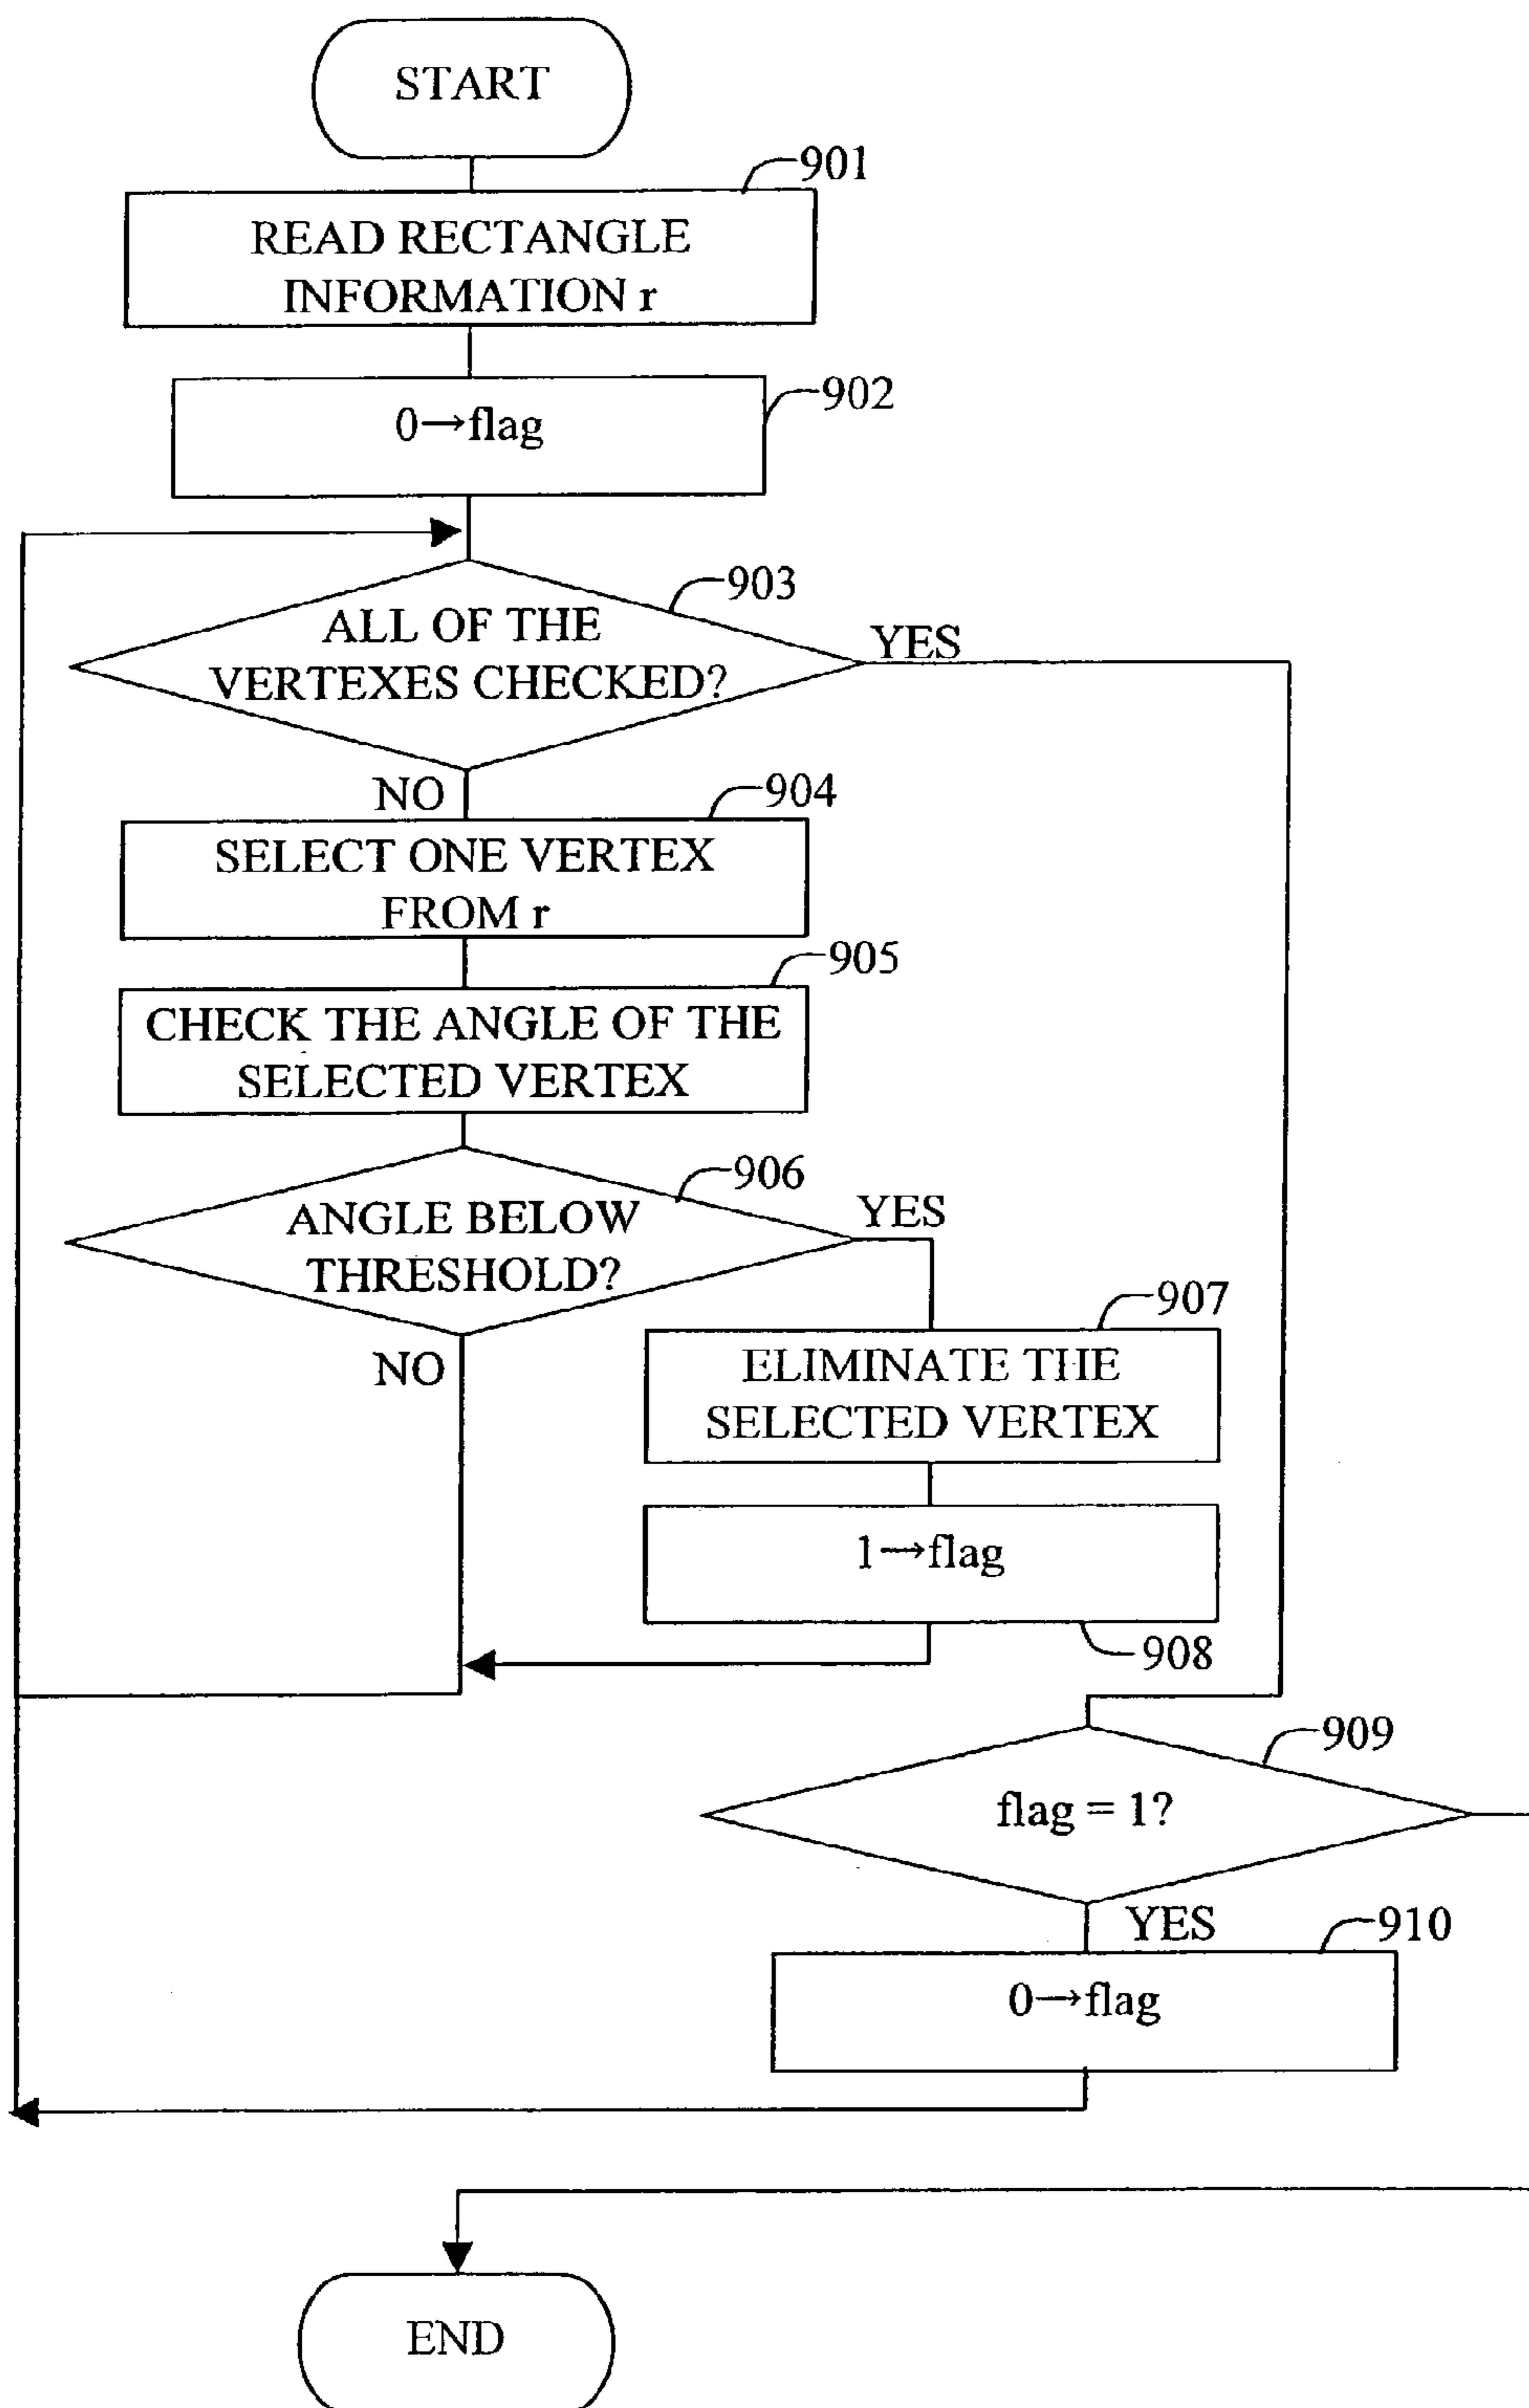 START
901
READ RECTANGLE
INFORMATION r
902
0→flag
903
ALL OF THE
VERTEXES CHECKED?
YES
NO
904
SELECT ONE VERTEX
FROM r
905
CHECK THE ANGLE OF THE
SELECTED VERTEX
906
ANGLE BELOW
THRESHOLD?
YES
NO
907
ELIMINATE THE
SELECTED VERTEX
1→flag
908
909
flag = 1?
YES
910
0→flag
END